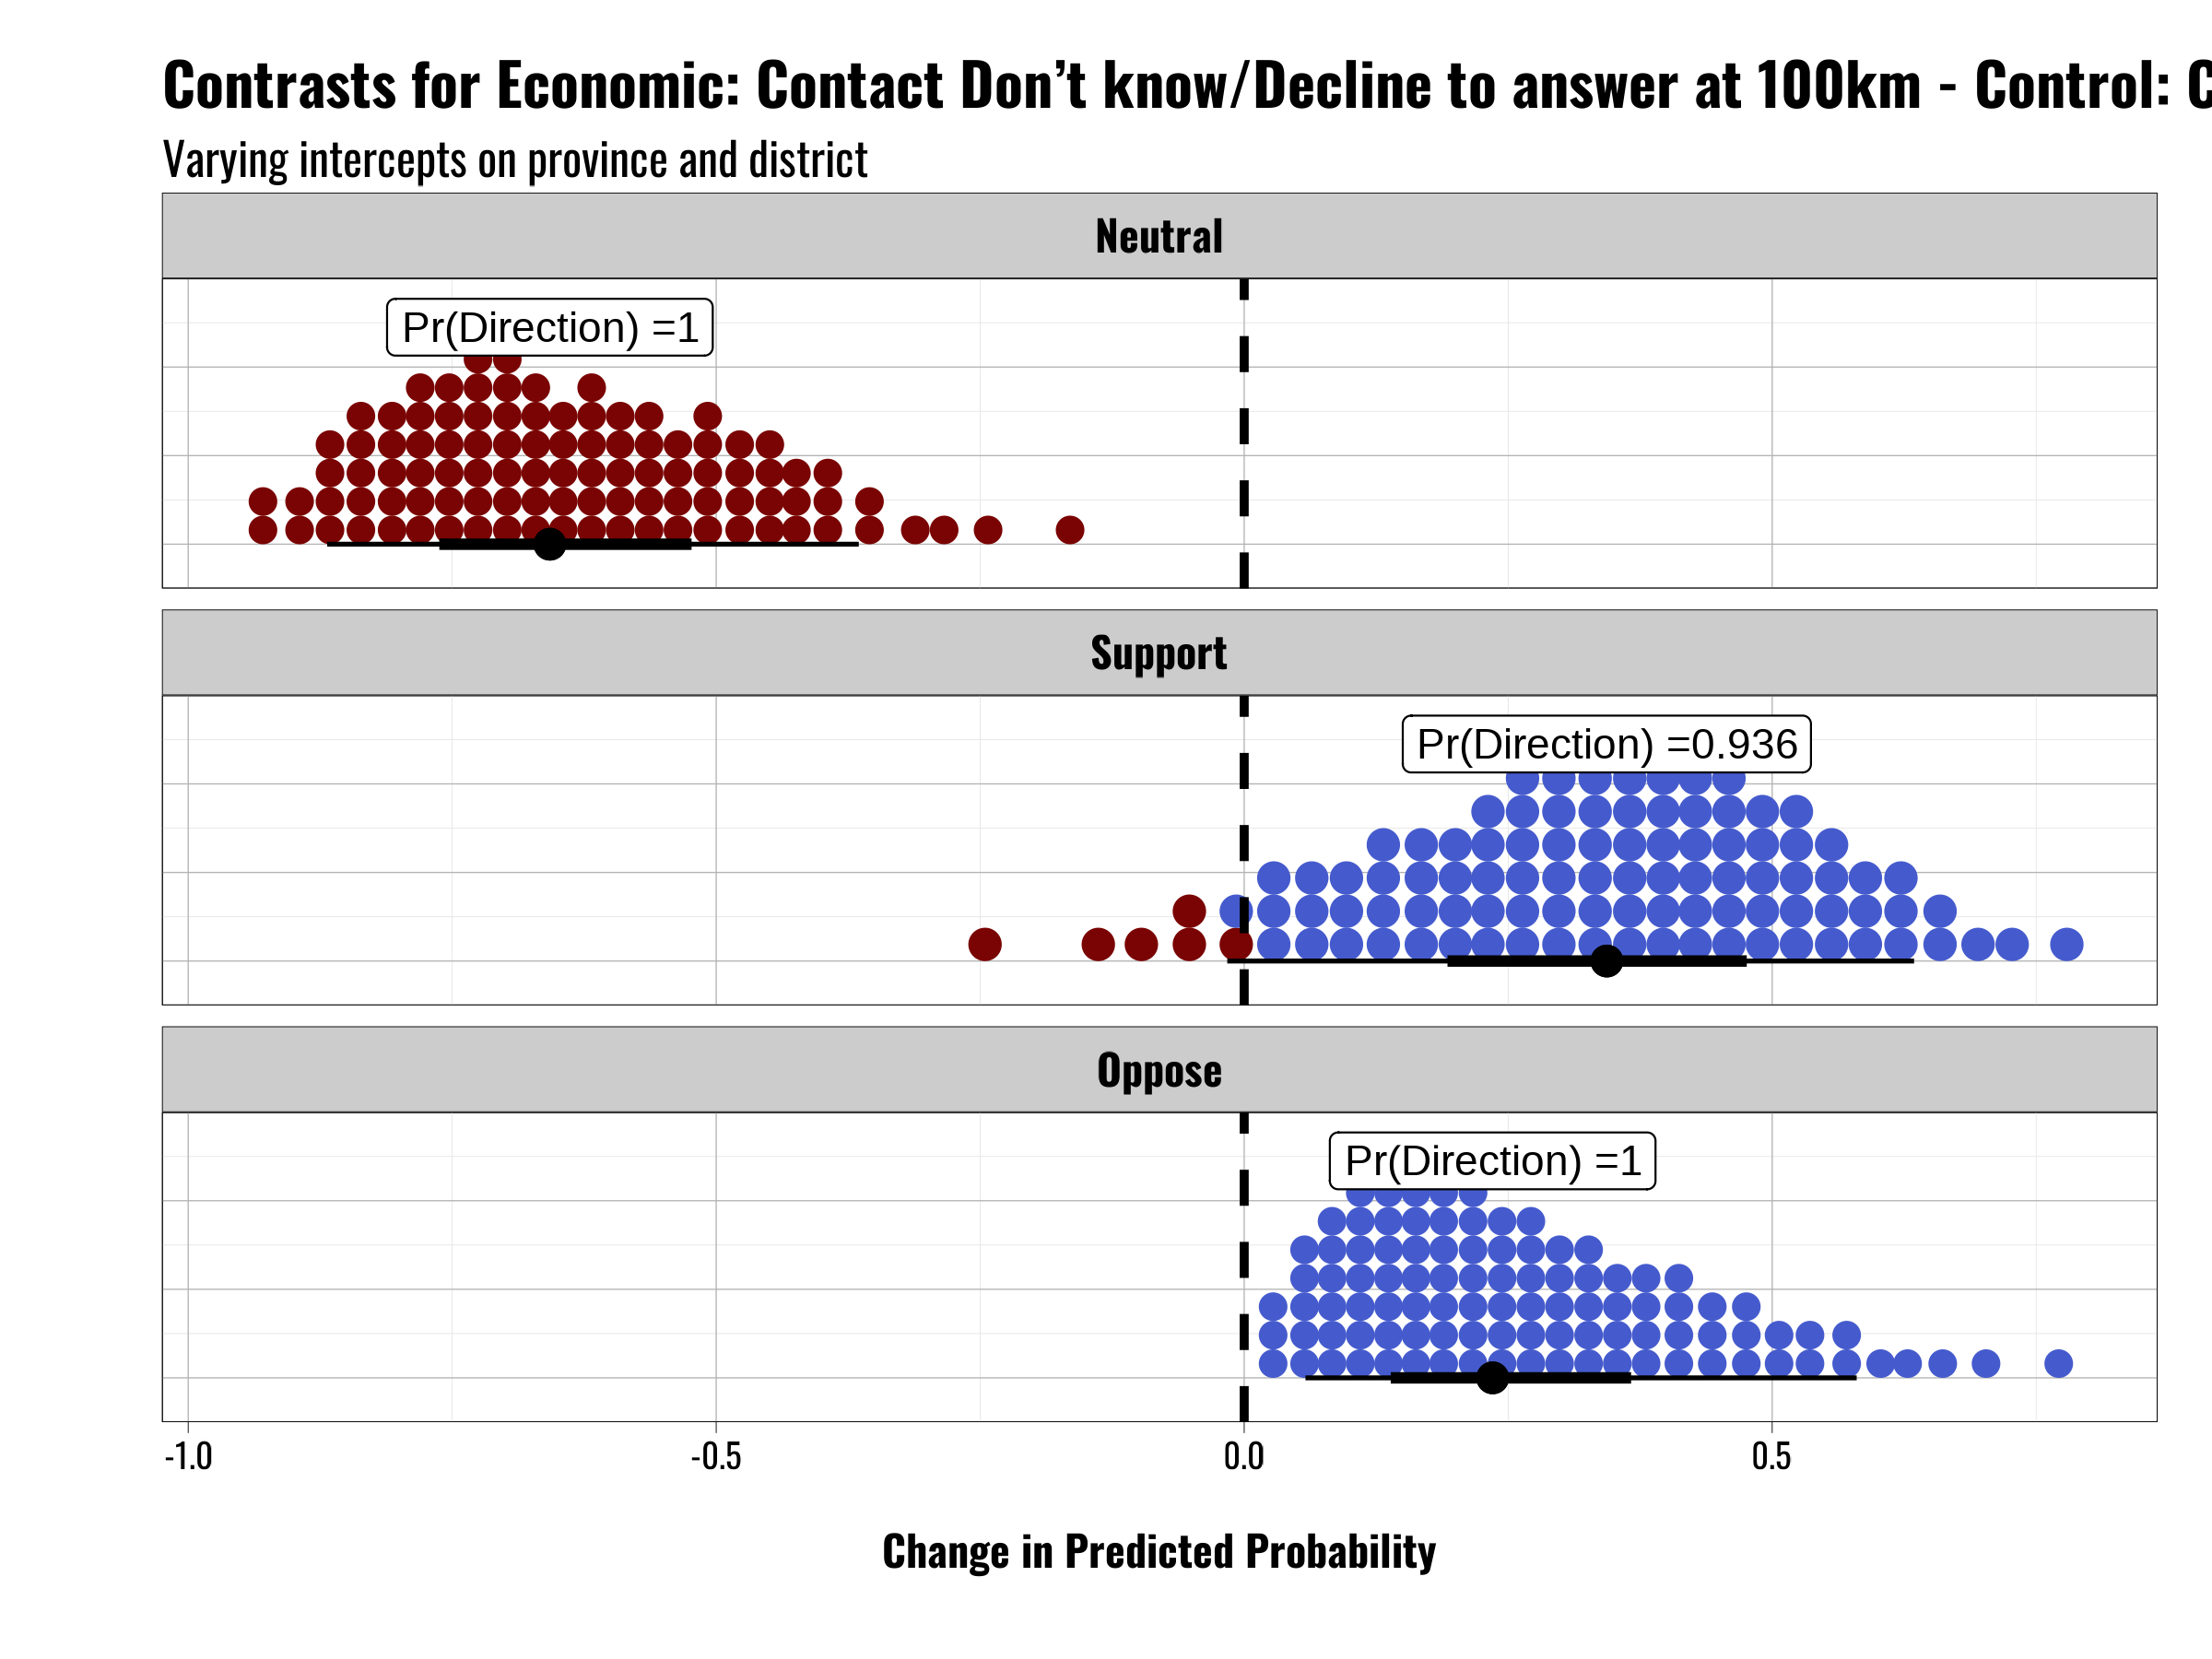 Contrasts for Economic: Contact Don’t know/Decline to answer at 100km - Control:
Varying intercepts on province and district
Neutral
Pr(Direction) =1
Support
Pr(Direction) =0.936
Oppose
Pr(Direction) =1
-1.0 -0.5 0.0 0.5
Change in Predicted Probability